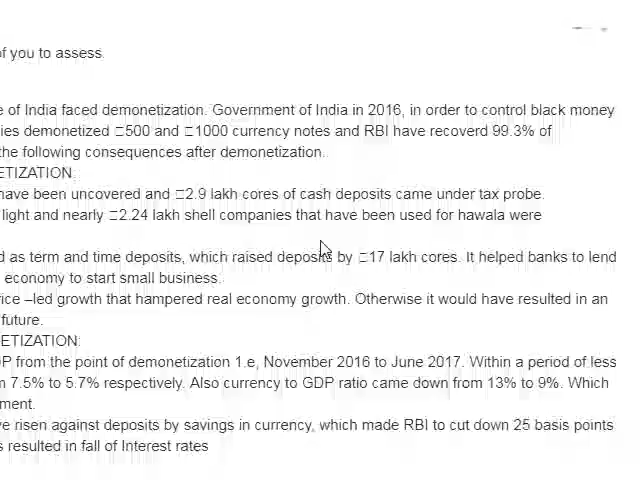 of you to assess.
e of India faced demonetization. Government of India in 2016, in order to control black money
ies demonetized □500 and □1000 currency notes and RBI have recoverd 99.3% of
the following consequences after demonetization.
ETIZATION:
have been uncovered and □2.9 lakh cores of cash deposits came under tax probe.
light and nearly □2.24 lakh shell companies that have been used for hawala were
d as term and time deposits, which raised deposits by □17 lakh cores. It helped banks to lend
economy to start small business.
ice –led growth that hampered real economy growth. Otherwise it would have resulted in an
future.
ETIZATION:
P from the point of demonetization 1.e, November 2016 to June 2017. Within a period of less
m 7.5% to 5.7% respectively. Also currency to GDP ratio came down from 13% to 9%. Which
ment.
ve risen against deposits by savings in currency, which made RBI to cut down 25 basis points
s resulted in fall of Interest rates